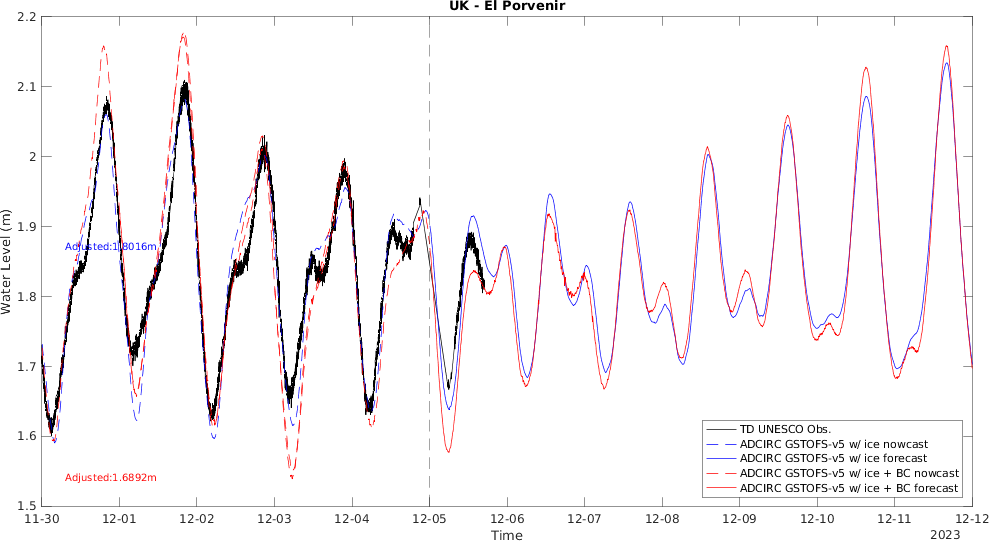 UK - El Porvenir
2.2
2.1
2
1.9
1.8
1.7
1.6
1.5
Water Level (m)
Adjusted:1.8016m
Adjusted:1.6892m
TD UNESCO Obs.
ADCIRC GSTOFS-v5 w/ ice nowcast
ADCIRC GSTOFS-v5 w/ ice forecast
ADCIRC GSTOFS-v5 w/ ice + BC nowcast
ADCIRC GSTOFS-v5 w/ ice + BC forecast
11-30 12-01 12-02 12-03 12-04 12-05 12-06 12-07 12-08 12-09 12-10 12-11 12-12
Time
2023